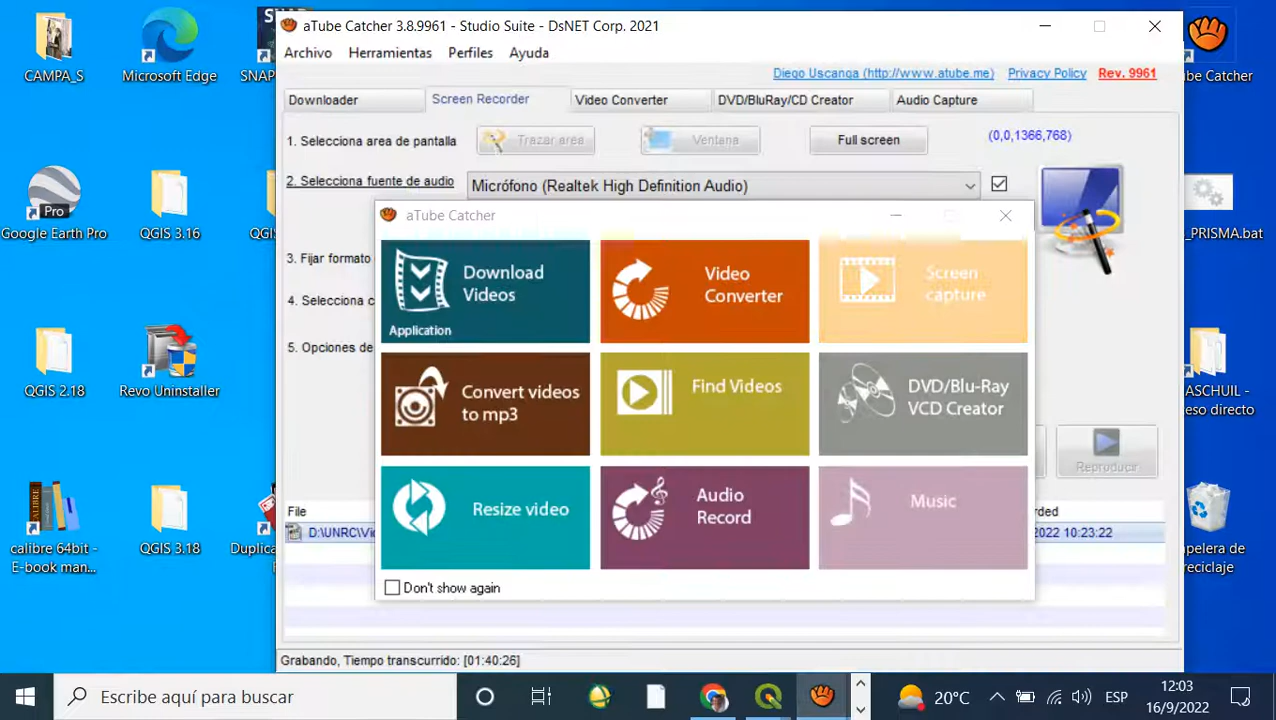 aTube Catcher 3.8.9961 - Studio Suite - DsNET Corp. 2021
Archivo Herramientas Perfiles Ayuda
Diego Uscanga (http://www.atube.me) Privacy Policy Rev. 9961
Downloader Screen Recorder Video Converter DVD/BluRay/CD Creator Audio Capture
1. Selecciona area de pantalla Trazar area Ventana Full screen (0,0,1366,768)
2. Selecciona fuente de audio Micrófono (Realtek High Definition Audio)
aTube Catcher
3. Fijar formato
4. Selecciona c
5. Opciones de
Download
Videos
Application
Video
Converter
Screen
capture
Convert videos
to mp3
Find Videos
DVD/Blu-Ray
VCD Creator
Resize video
Audio
Record
Music
Don't show again
Reproducir
File
D:\UNRC\Vi
2022 10:23:22
Grabando, Tiempo transcurrido: [01:40:26]
CAMPA_S
Microsoft Edge
SNAP
Google Earth Pro
Pro
QGIS 3.16
QGIS
QGIS 2.18
Revo Uninstaller
calibre 64bit -
E-book man...
CALIBRE
QGIS 3.18
Duplic
ube Catcher
_PRISMA.bat
ASCHUIL -
eso directo
apelera de
reciclaje
Escribe aquí para buscar
20°C
ESP
12:03
16/9/2022